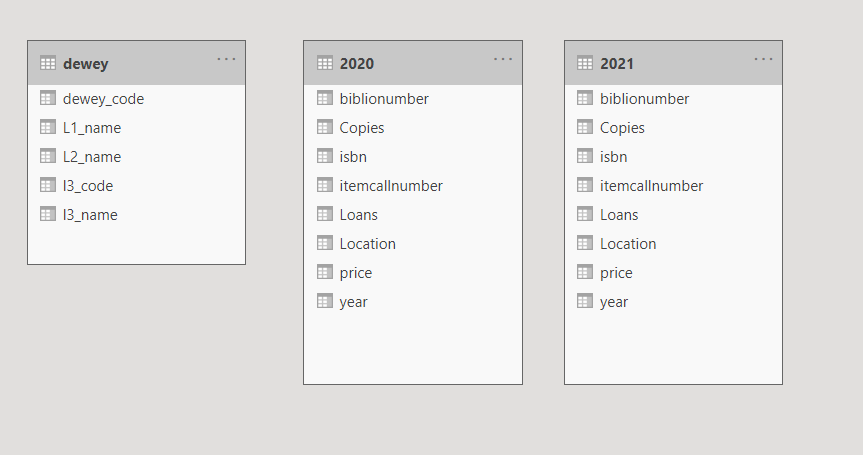 dewey
dewey_code
L1_name
L2_name
l3_code
l3_name
2020
biblionumber
Copies
isbn
itemcallnumber
Loans
Location
price
year
2021
biblionumber
Copies
isbn
itemcallnumber
Loans
Location
price
year